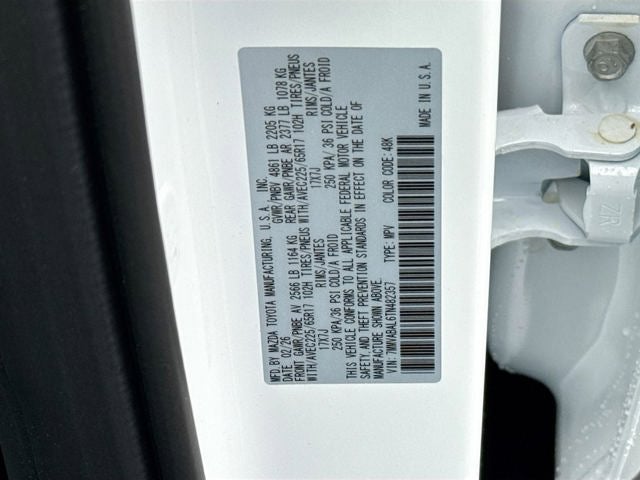 MFD. BY MAZDA TOYOTA MANUFACTURING, U.S.A. INC.
02/26 GVWR/PNBV 4861 LB 2205 KG
FRONT GAWR/PNBE AV 2566 LB 1164 KG REAR GAWR/PNBE AR 2377 LB 1078 KG
WITH/AVEC225/65R17 102H TIRES/PNEUS WITH/AVEC225/65R17 102H TIRES/PNEUS
17X7J RIMS/JANTES 17X7J RIMS/JANTES
250 KPA/36 PSI COLD/A FROID 250 KPA/ 36 PSI COLD/A FROID
THIS VEHICLE CONFORMS TO ALL APPLICABLE FEDERAL MOTOR VEHICLE
SAFETY, AND THEFT PREVENTION STANDARDS IN EFFECT ON THE DATE OF
MANUFACTURE SHOWN ABOVE.
VIN: 7MMVABAL6TN482357 TYPE: MPV COLOR CODE: 48K
MADE IN U.S.A.
ZR